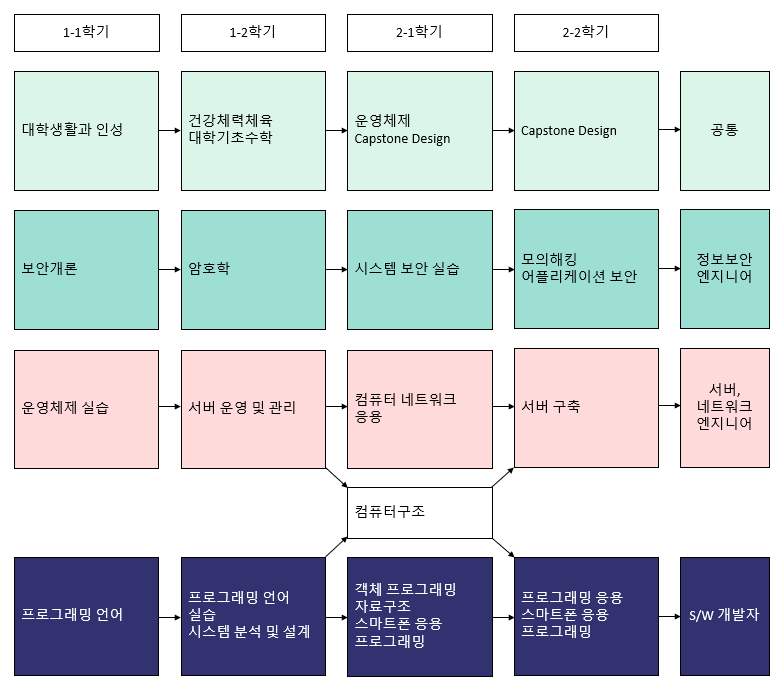 1-1학기
1-2학기
2-1학기
2-2학기
대학생활과 인성
건강체력체육
대학기초수학
운영체제
Capstone Design
Capstone Design
공통
보안개론
암호학
시스템 보안 실습
모의해킹
어플리케이션 보안
정보보안
엔지니어
운영체제 실습
서버 운영 및 관리
컴퓨터 네트워크
응용
서버 구축
서버,
네트워크
엔지니어
컴퓨터구조
프로그래밍 언어
프로그래밍 언어
실습
시스템 분석 및 설계
객체 프로그래밍
자료구조
스마트폰 응용
프로그래밍
프로그래밍 응용
스마트폰 응용
프로그래밍
S/W 개발자